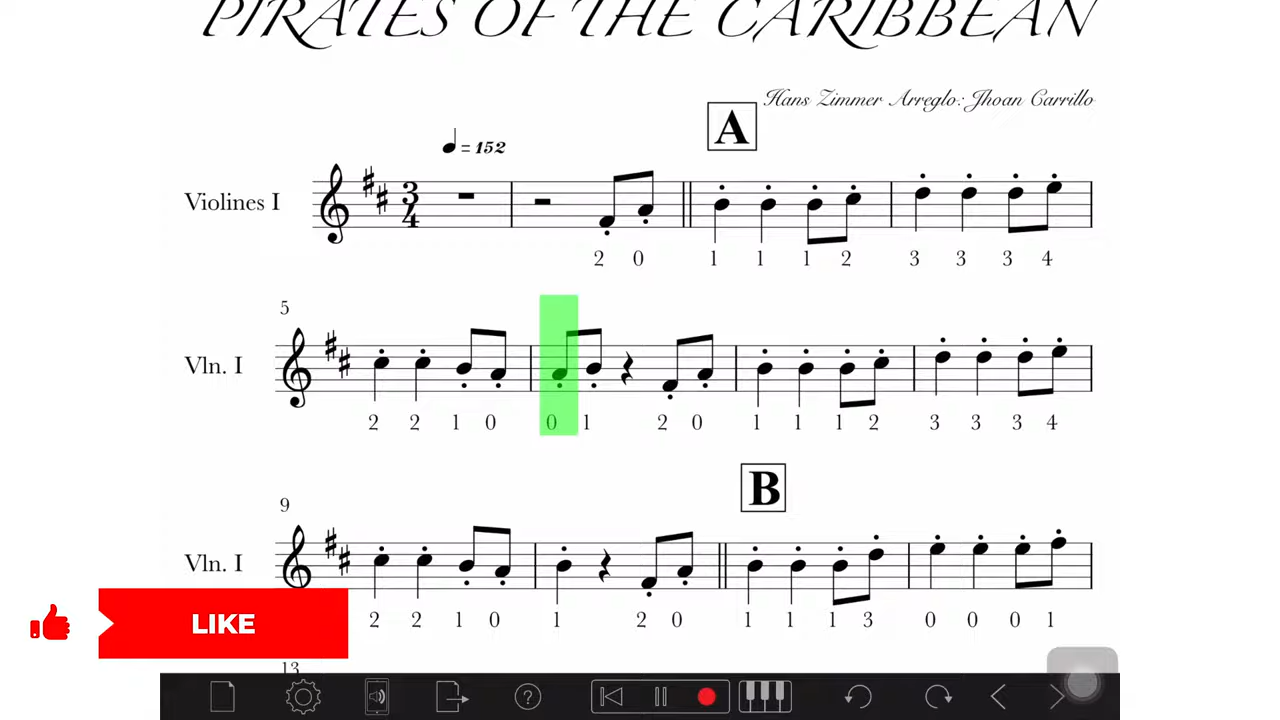 PIRATES OF THE CARIBBEAN
Hans Zimmer Arreglo: Jhoan Carrillo
A
= 152
Violines I
3
4
2 0 1 1 1 2 3 3 3 4
5
Vln. I
2 2 1 0 0 1 2 0 1 1 1 2 3 3 3 4
B
9
Vln. I
2 2 1 0 1 2 0 1 1 1 3 0 0 0 1
LIKE
13
?